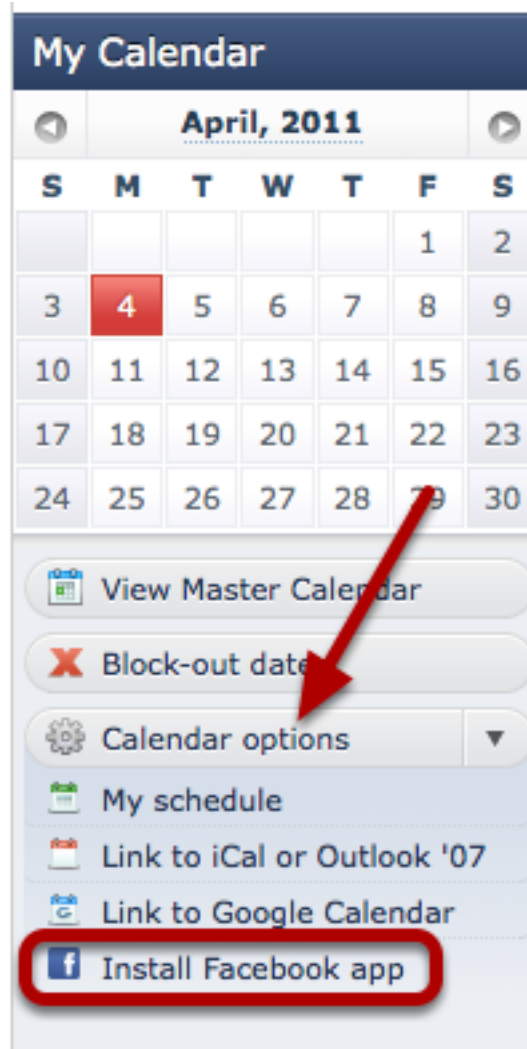 My Calendar
April, 2011
S M T W T F S
1 2
3 4 5 6 7 8 9
10 11 12 13 14 15 16
17 18 19 20 21 22 23
24 25 26 27 28 29 30
View Master Calendar
Block-out dates
Calendar options
My schedule
Link to iCal or Outlook '07
Link to Google Calendar
Install Facebook app